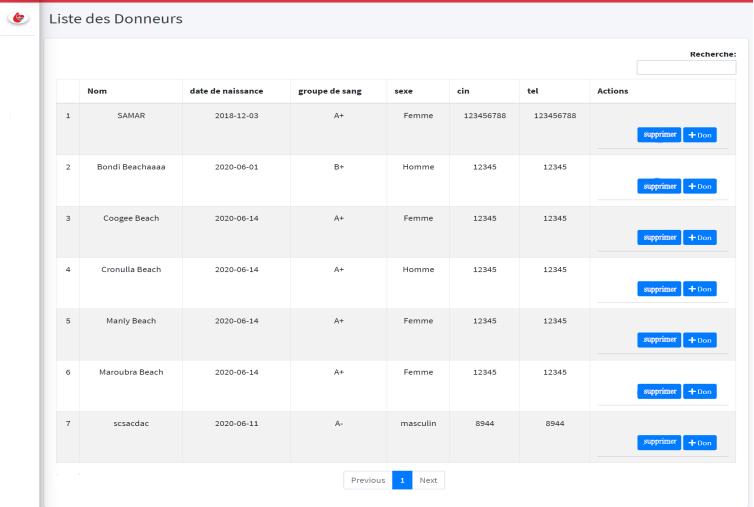 Liste des Donneurs
Recherche:
Nom date de naissance groupe de sang sexe cin tel Actions
1 SAMAR 2018-12-03 A+ Femme 123456788 123456788
supprimer + Don
2 Bondi Beachaaaa 2020-06-01 B+ Homme 12345 12345
supprimer + Don
3 Coogee Beach 2020-06-14 A+ Femme 12345 12345
supprimer + Don
4 Cronulla Beach 2020-06-14 A+ Homme 12345 12345
supprimer + Don
5 Manly Beach 2020-06-14 A+ Femme 12345 12345
supprimer + Don
6 Maroubra Beach 2020-06-14 A+ Femme 12345 12345
supprimer + Don
7 scsacdac 2020-06-11 A- masculin 8944 8944
supprimer + Don
Previous 1 Next